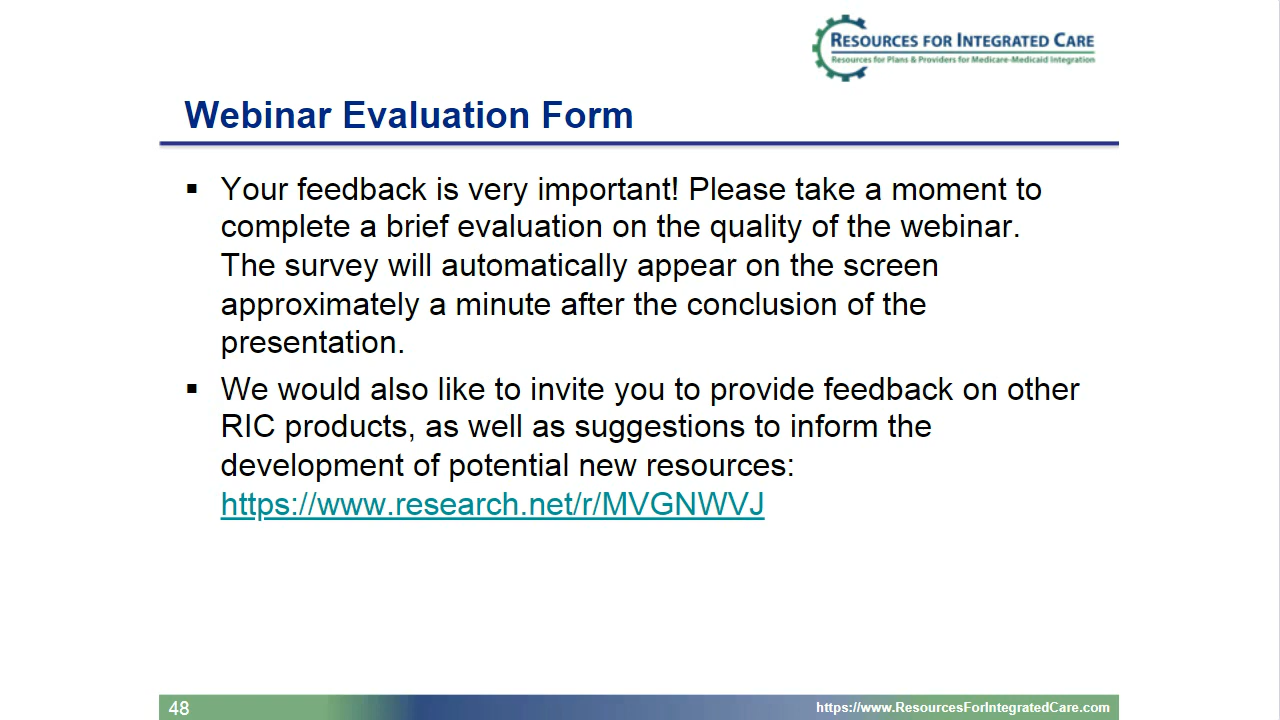 RESOURCES FOR INTEGRATED CARE
Resources for Plans & Providers for Medicare-Medicaid Integration
Webinar Evaluation Form
▪ Your feedback is very important! Please take a moment to
complete a brief evaluation on the quality of the webinar.
The survey will automatically appear on the screen
approximately a minute after the conclusion of the
presentation.
▪ We would also like to invite you to provide feedback on other
RIC products, as well as suggestions to inform the
development of potential new resources:
https://www.research.net/r/MVGNWVJ
48
https://www.ResourcesForIntegratedCare.com